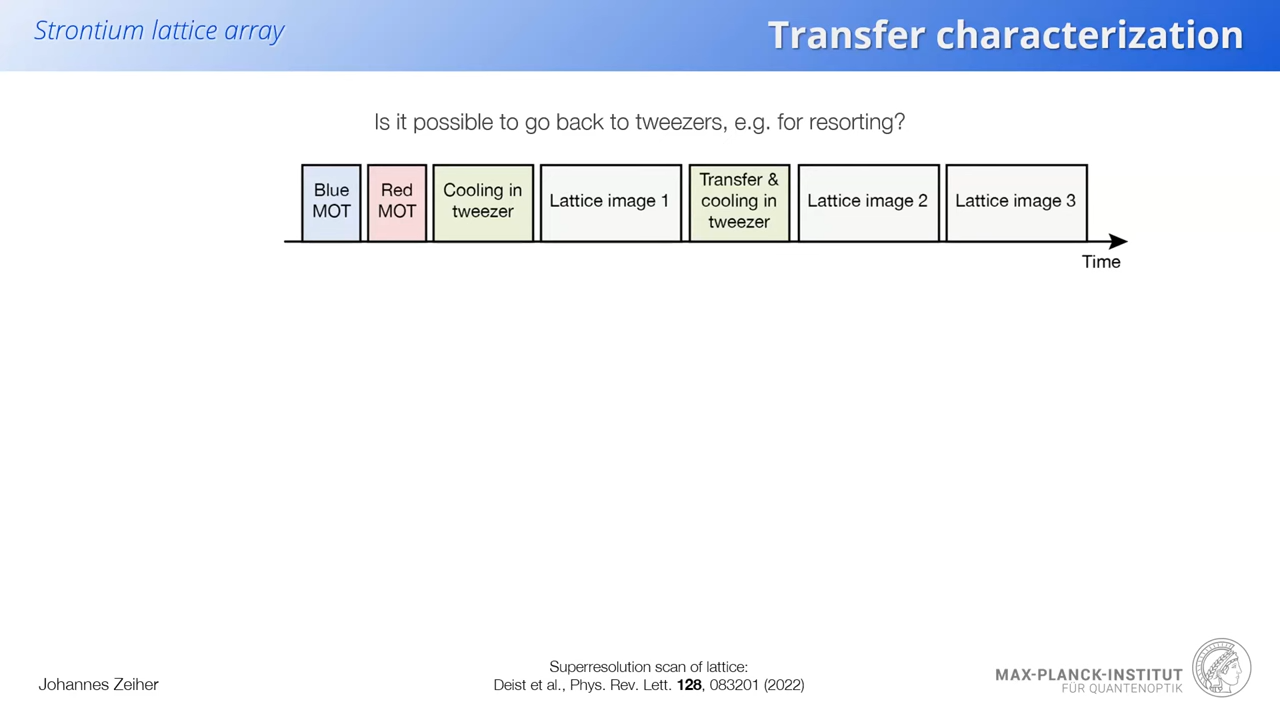 Strontium lattice array
Transfer characterization
Is it possible to go back to tweezers, e.g. for resorting?
Blue
MOT
Red
MOT
Cooling in
tweezer
Lattice image 1
Transfer &
cooling in
tweezer
Lattice image 2
Lattice image 3
Time
Johannes Zeiher
Superresolution scan of lattice:
Deist et al., Phys. Rev. Lett. 128, 083201 (2022)
MAX-PLANCK-INSTITUT
FÜR QUANTENOPTIK